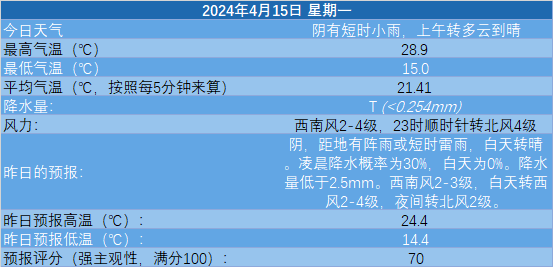 2024年4月15日 星期一
今日天气 阴有短时小雨，上午转多云到晴
最高气温（℃） 28.9
最低气温（℃） 15.0
平均气温（℃，按照每5分钟来算） 21.41
降水量： T (<0.254mm)
风力： 西南风2-4级，23时顺时针转北风4级
昨日的预报： 阴，距地有阵雨或短时雷雨，白天转晴
。凌晨降水概率为30%，白天为0%。降水
量低于2.5mm。西南风2-3级，白天转西
风2-4级，夜间转北风2级。
昨日预报高温（℃）： 24.4
昨日预报低温（℃）： 14.4
预报评分（强主观性，满分100）： 70